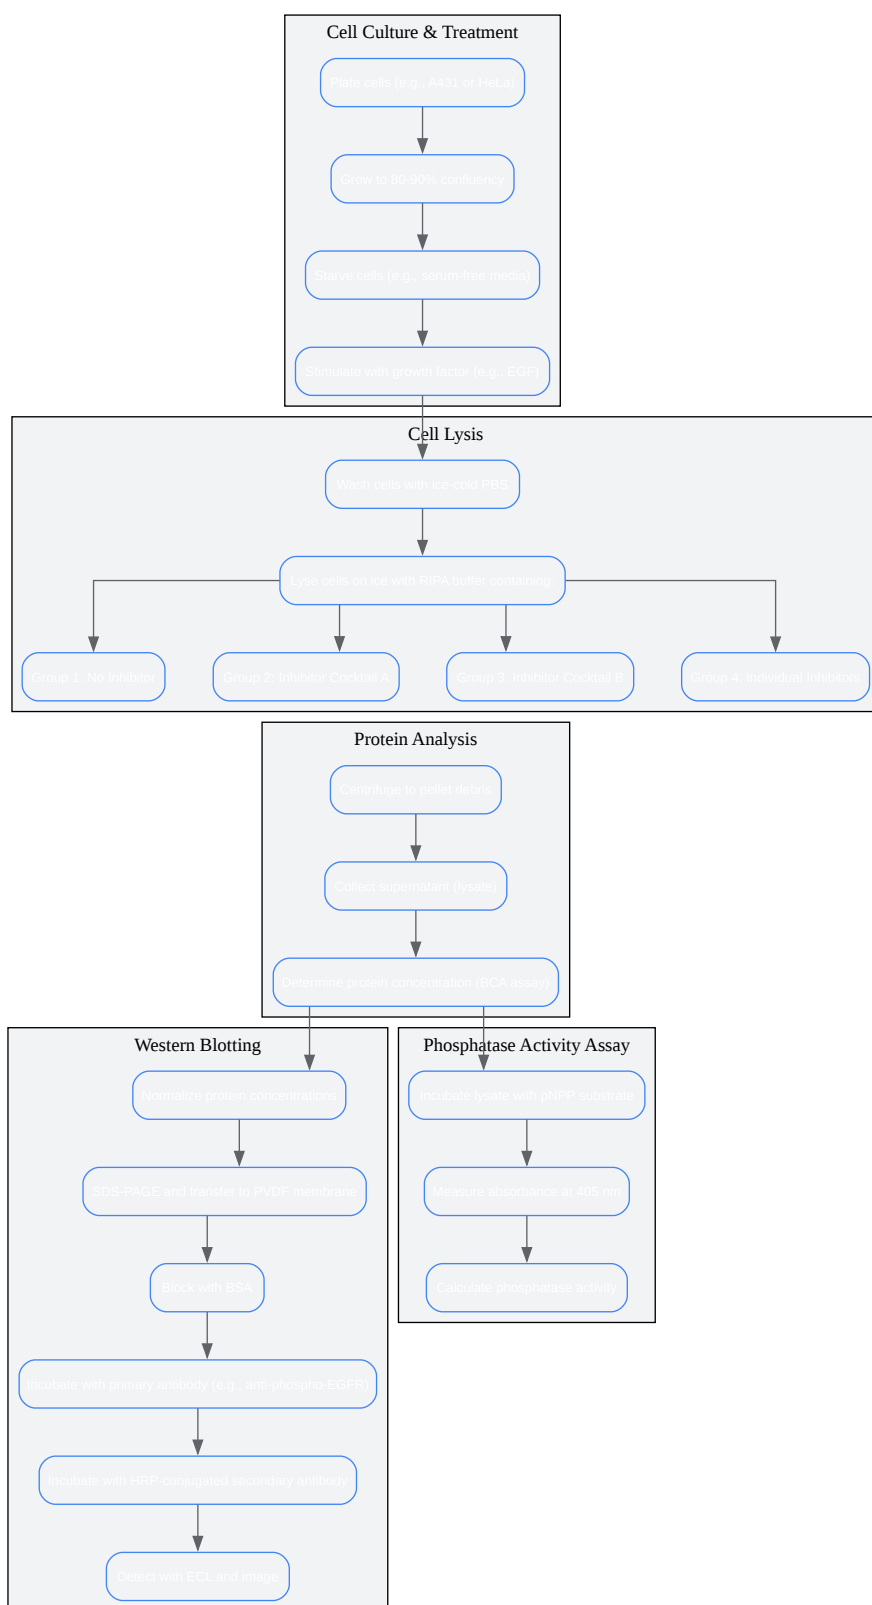 Cell Culture & Treatment
Plate cells (e.g., A431 or HeLa)
Grow to 80-90% confluency
Starve cells (e.g., serum-free media)
Stimulate with growth factor (e.g., EGF)
Cell Lysis
Wash cells with ice-cold PBS
Lyse cells on ice with RIPA buffer containing:
Group 1: No Inhibitor
Group 2: Inhibitor Cocktail A
Group 3: Inhibitor Cocktail B
Group 4: Individual Inhibitors
Protein Analysis
Centrifuge to pellet debris
Collect supernatant (lysate)
Determine protein concentration (BCA assay)
Western Blotting
Phosphatase Activity Assay
Normalize protein concentrations
Incubate lysate with pNPP substrate
SDS-PAGE and transfer to PVDF membrane
Measure absorbance at 405 nm
Block with BSA
Calculate phosphatase activity
Incubate with primary antibody (e.g., anti-phospho-EGFR)
Incubate with HRP-conjugated secondary antibody
Detect with ECL and image